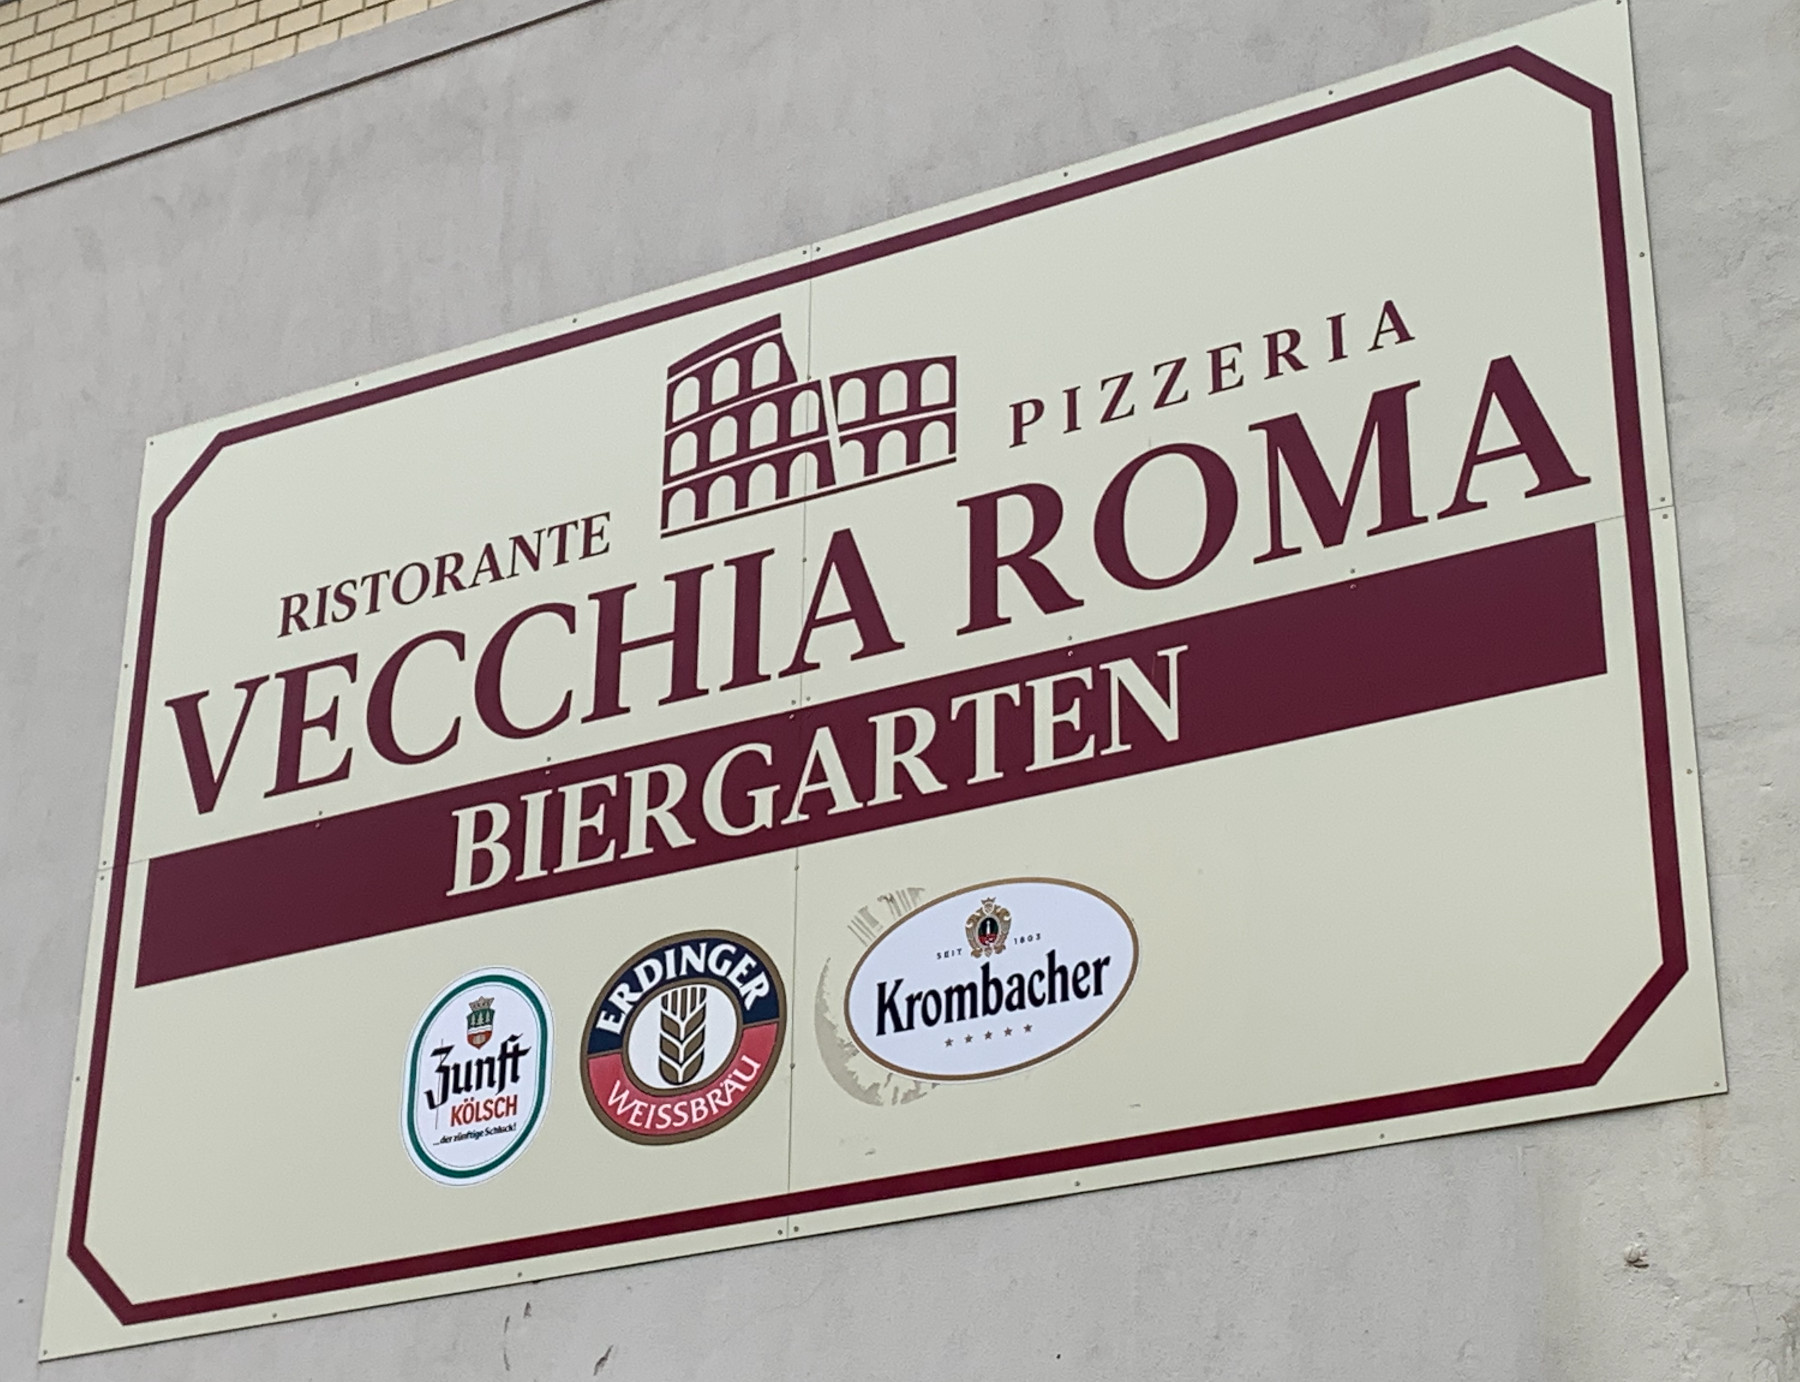 RISTORANTE
PIZZERIA
VECCHIA ROMA
BIERGARTEN
Zunft
KÖLSCH
...der zünftige Schluck!
ERDINGER
WEISSBRÄU
SEIT 1803
Krombacher